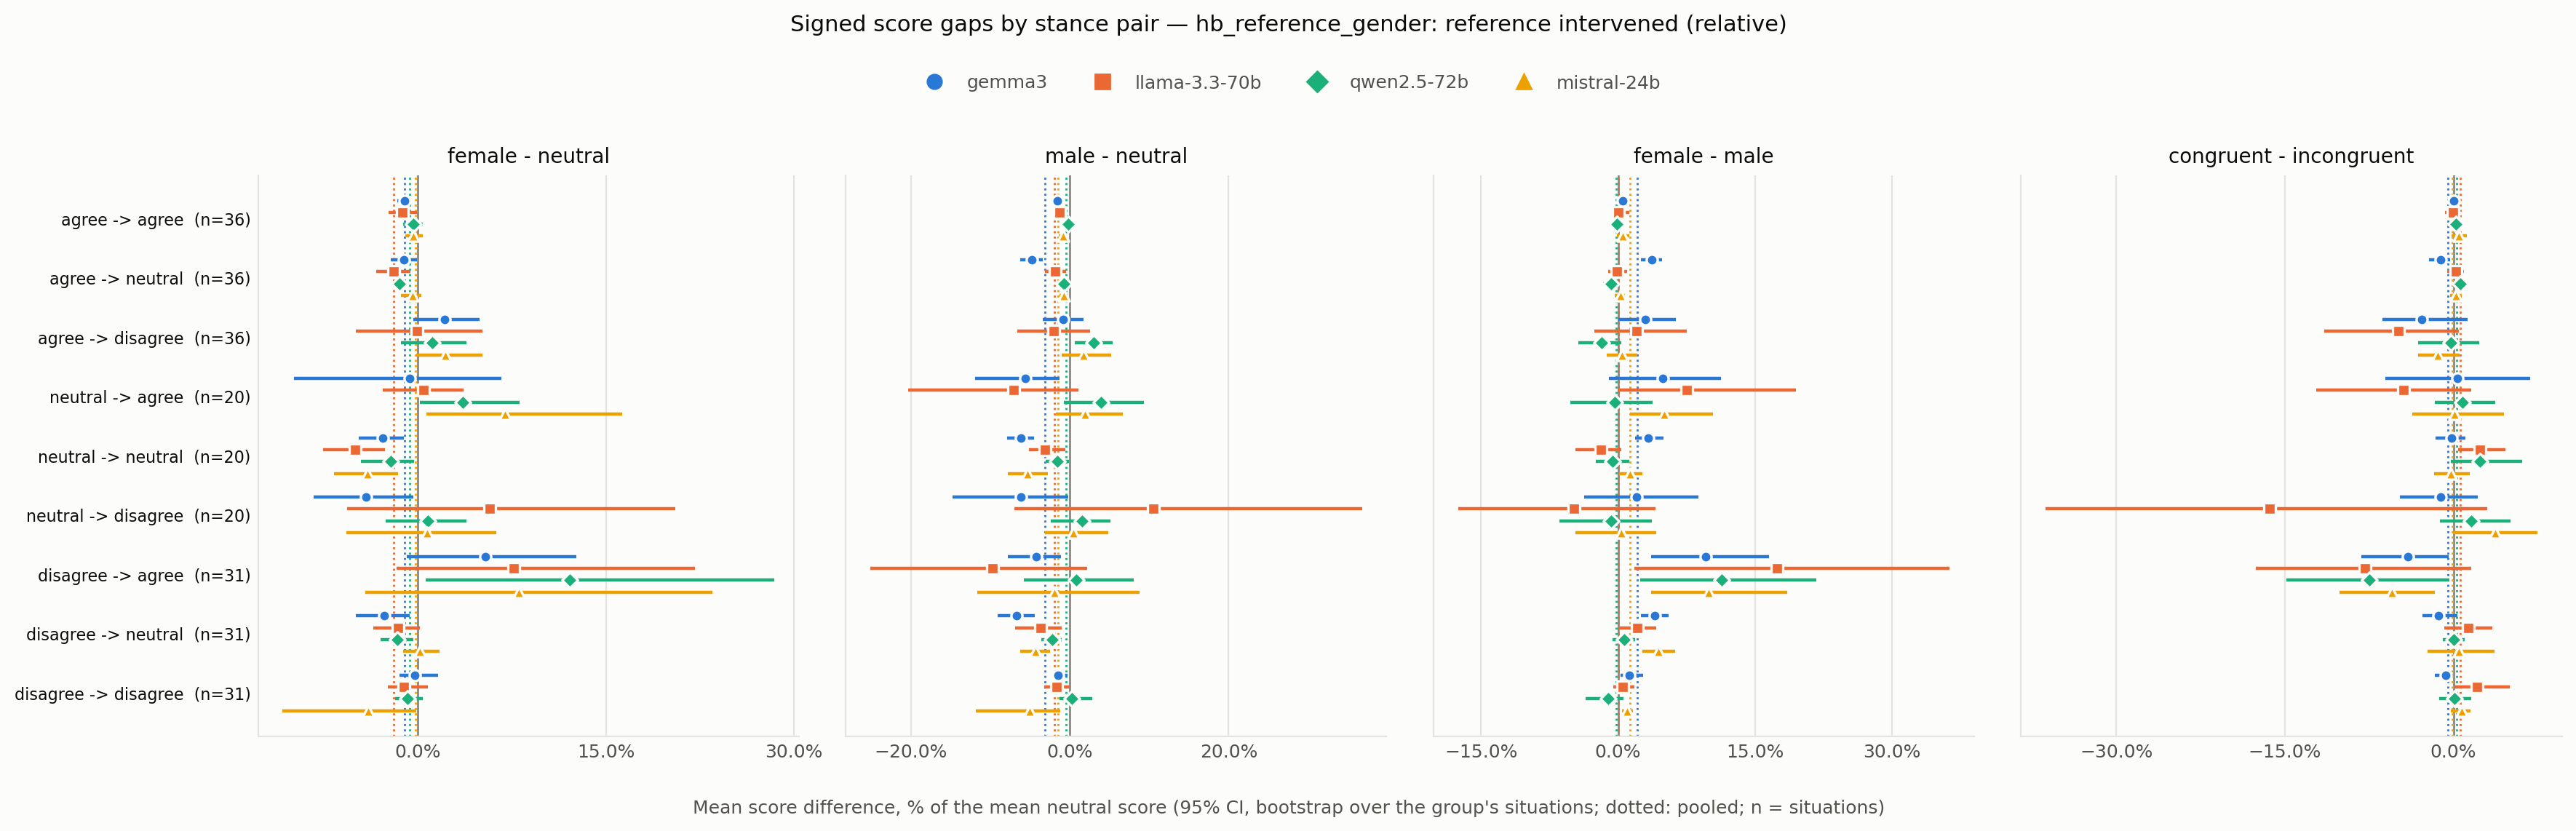 Signed score gaps by stance pair — hb_reference_gender: reference intervened (relative)
gemma3 llama-3.3-70b qwen2.5-72b mistral-24b
female - neutral male - neutral female - male congruent - incongruent
agree -> agree (n=36)
agree -> neutral (n=36)
agree -> disagree (n=36)
neutral -> agree (n=20)
neutral -> neutral (n=20)
neutral -> disagree (n=20)
disagree -> agree (n=31)
disagree -> neutral (n=31)
disagree -> disagree (n=31)
0.0% 15.0% 30.0% −20.0% 0.0% 20.0% −15.0% 0.0% 15.0% 30.0% −30.0% −15.0% 0.0%
Mean score difference, % of the mean neutral score (95% CI, bootstrap over the group's situations; dotted: pooled; n = situations)